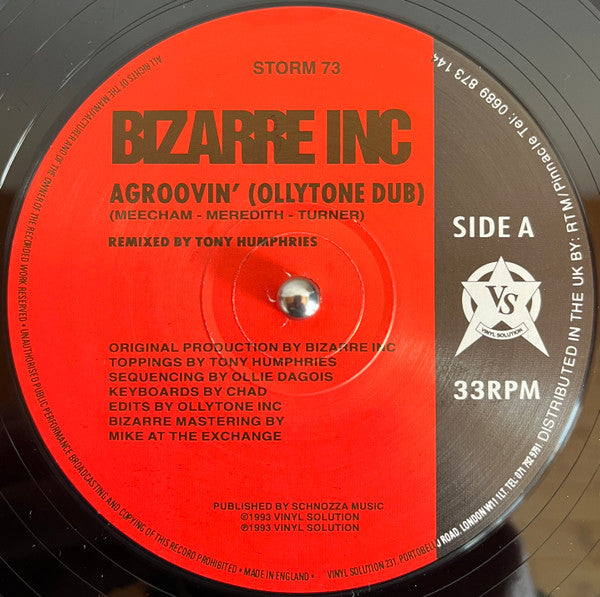 STORM 73
BIZARRE INC
AGROOVIN' (OLLYTONE DUB)
(MEECHAM - MEREDITH - TURNER)
REMIXED BY TONY HUMPHRIES
SIDE A
VS
VINYL SOLUTION
33RPM
ORIGINAL PRODUCTION BY BIZARRE INC
TOPPINGS BY TONY HUMPHRIES
SEQUENCING BY OLLIE DAGOIS
KEYBOARDS BY CHAD
EDITS BY OLLYTONE INC
BIZARRE MASTERING BY
MIKE AT THE EXCHANGE
PUBLISHED BY SCHNOZZA MUSIC
©1993 VINYL SOLUTION
℗1993 VINYL SOLUTION
ALL RIGHTS OF THE MANUFACTURER AND OF THE OWNER OF THE RECORDED WORK RESERVED • UNAUTHORISED PUBLIC PERFORMANCE BROADCASTING AND COPYING OF THIS RECORD PROHIBITED • MADE IN ENGLAND • VINYL SOLUTION 231, PORTOBELLO ROAD, LONDON W11 1LT. TEL 071 792 9791
DISTRIBUTED IN THE UK BY: RTM/Pinnacle Tel: 0689 873 144